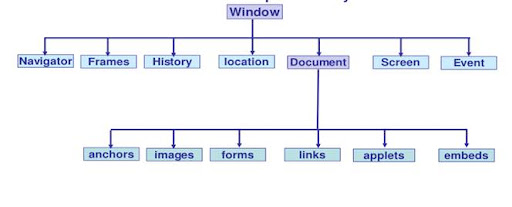 Window
Navigator Frames History location Document Screen Event
anchors images forms links applets embeds